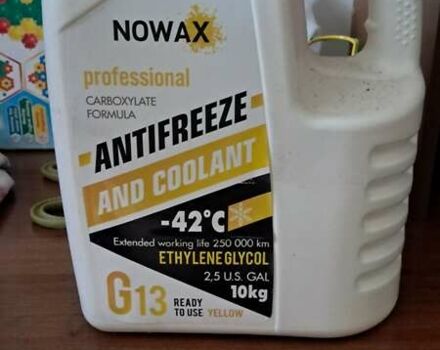 NOWAX
professional
CARBOXYLATE
FORMULA
ANTIFREEZE
AND COOLANT
-42°C
Extended working life 250 000 km
ETHYLENE GLYCOL
2,5 U.S. GAL
10kg
G13 READY
TO USE YELLOW